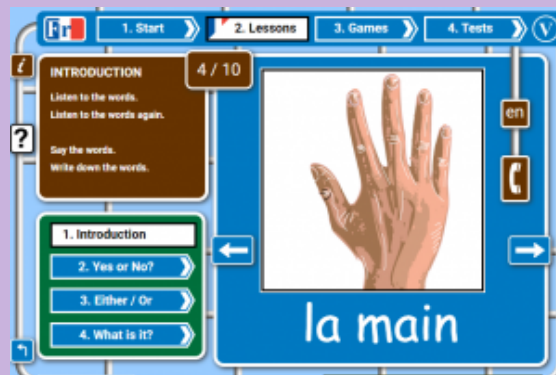 Fr
1. Start
2. Lessons
3. Games
4. Tests
V
i
INTRODUCTION
Listen to the words.
Listen to the words again.
Say the words.
Write down the words.
4 / 10
?
en
1. Introduction
2. Yes or No?
3. Either / Or
4. What is it?
la main